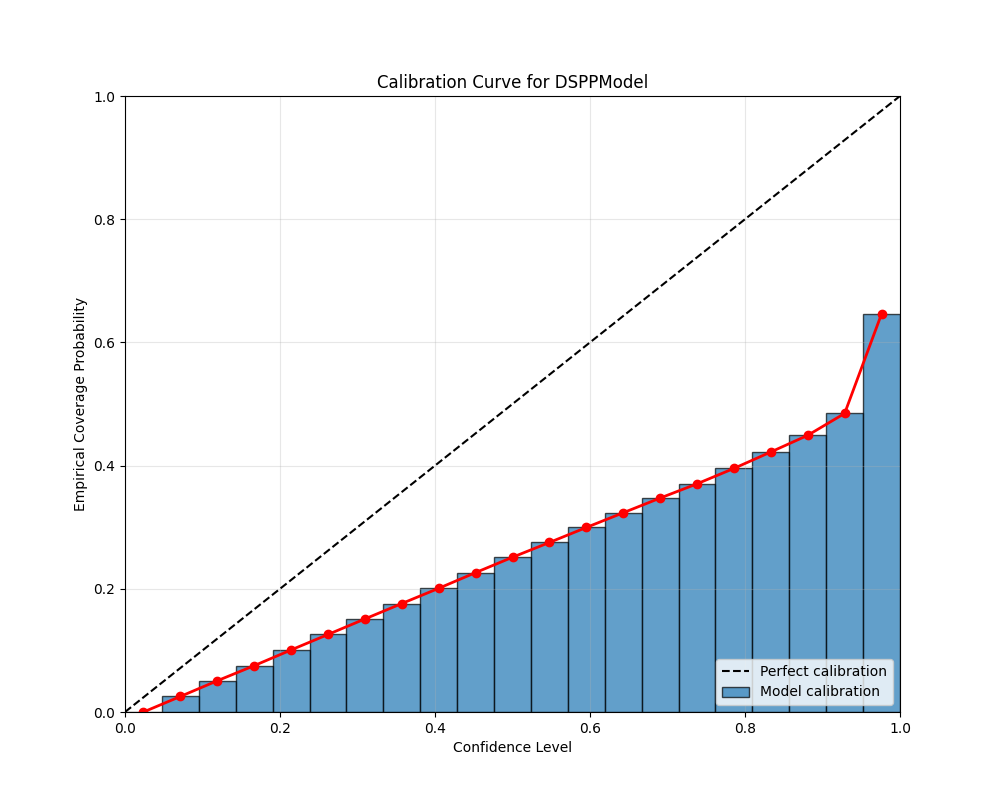 Calibration Curve for DSPPModel
1.0
0.8
0.6
0.4
0.2
0.0
Empirical Coverage Probability
0.0 0.2 0.4 0.6 0.8 1.0
Confidence Level
Perfect calibration
Model calibration